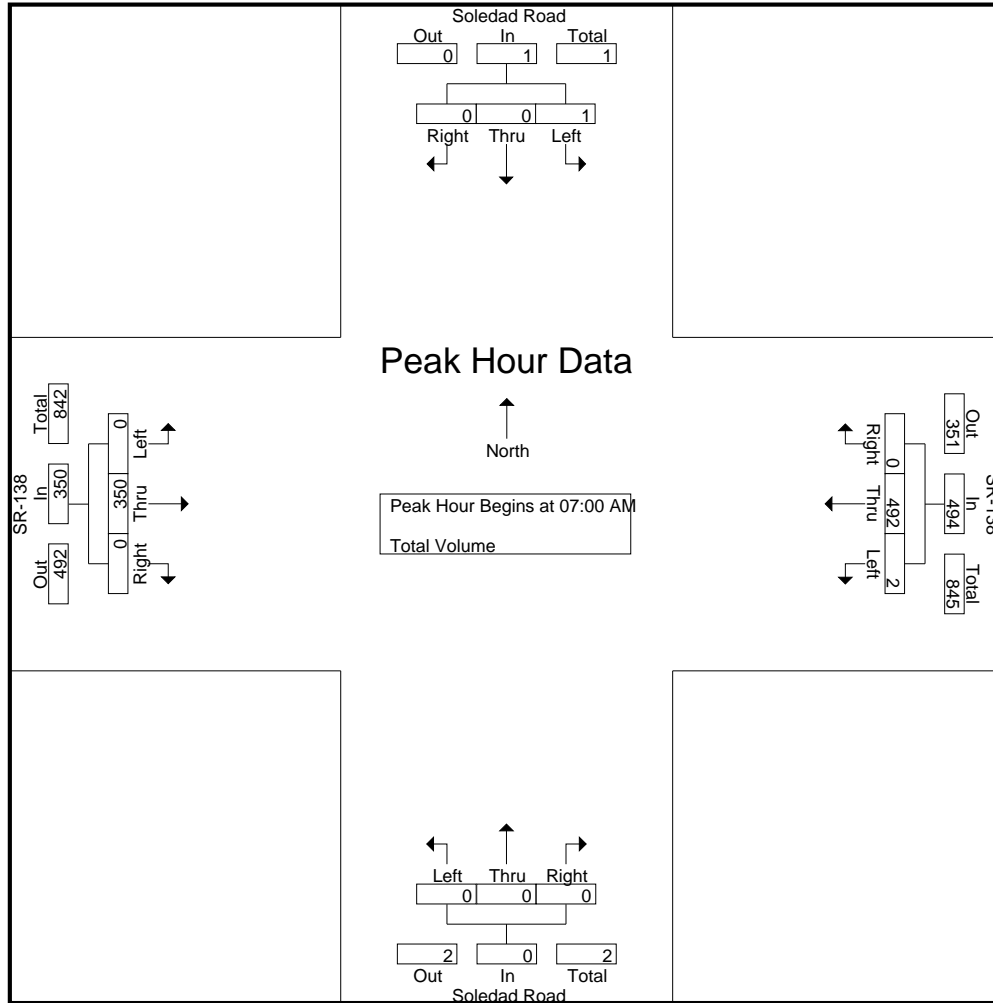 Soledad Road
Out In Total
0 1 1
0 0 1
Right Thru Left
Peak Hour Data
North
Peak Hour Begins at 07:00 AM
Total Volume
SR-138
Total In Out
842 350 492
0 350 0
Left Thru Right
Right Thru Left
0 492 2
Out In Total
351 494 845
SR-138
Left Thru Right
0 0 0
2 0 2
Out In Total
Soledad Road